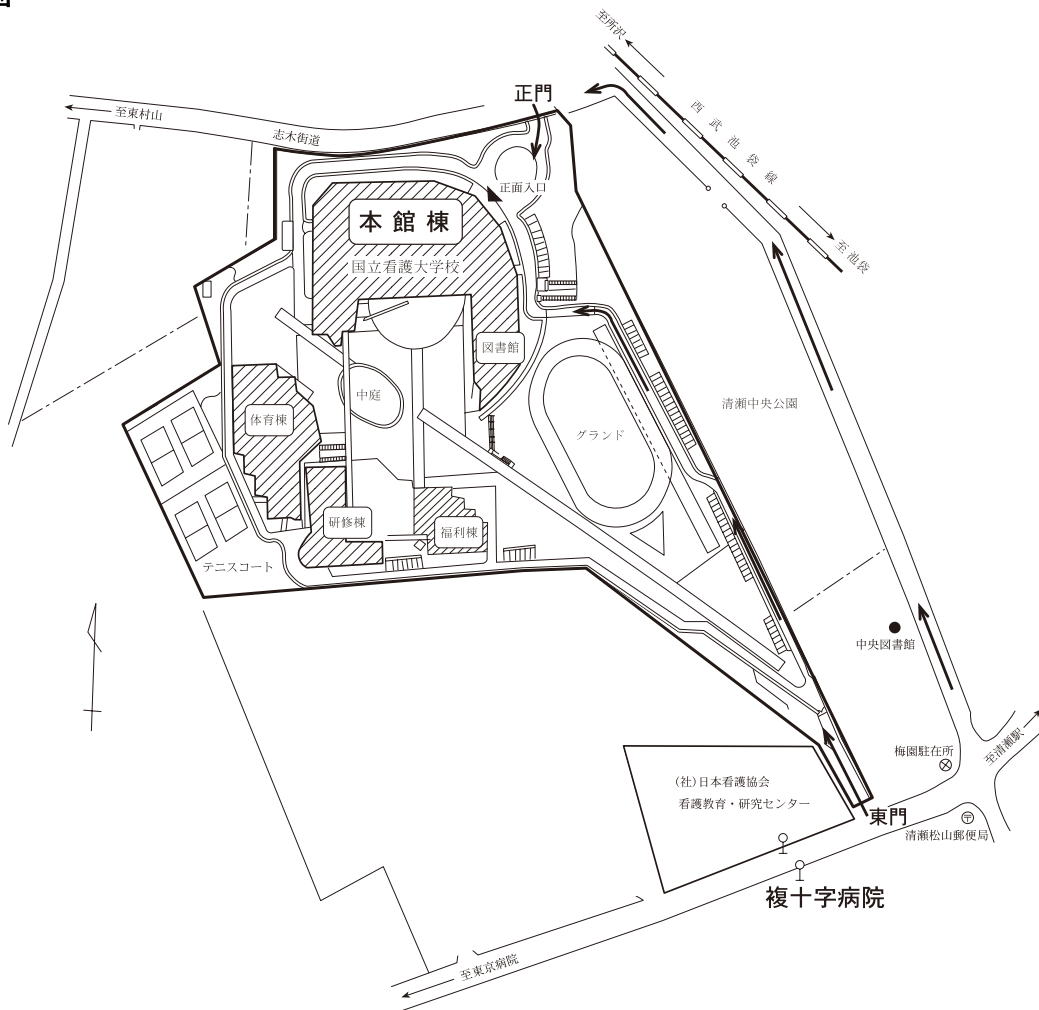 至所沢
正門
西武池袋線
至東村山
志木街道
正面入口
本館棟
国立看護大学校
至池袋
図書館
中庭
清瀬中央公園
体育棟
グランド
研修棟
福利棟
テニスコート
中央図書館
至清瀬駅
梅園駐在所
(社)日本看護協会
看護教育・研究センター
東門
〒
清瀬松山郵便局
複十字病院
至東京病院